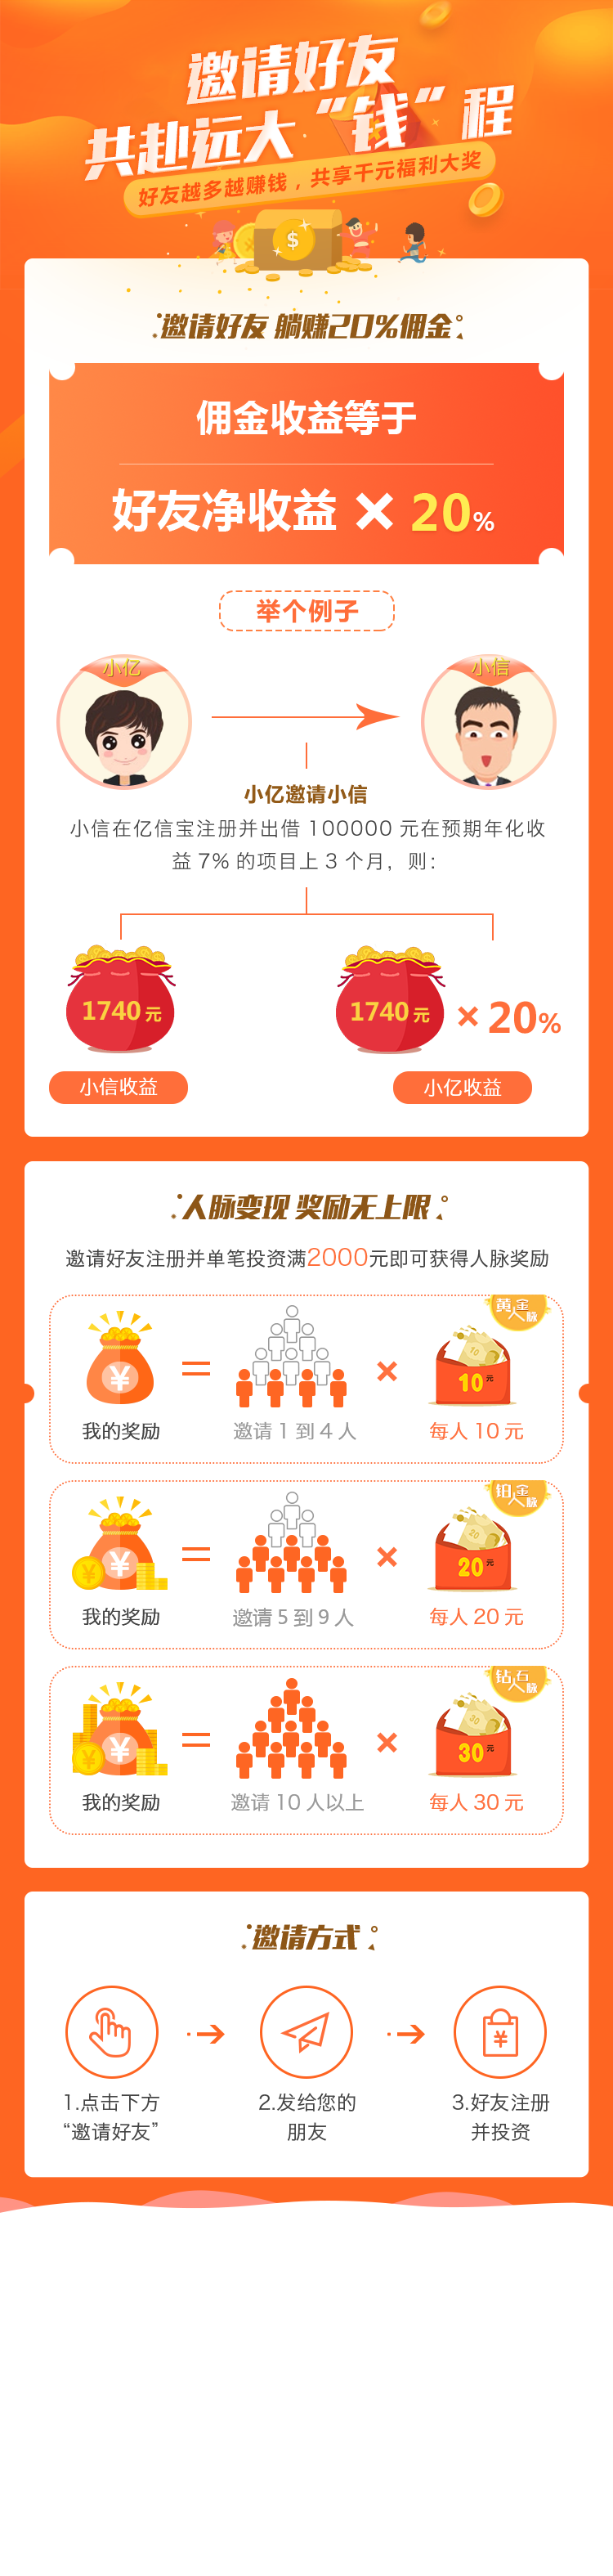 邀请好友
共赴远大“钱”程
好友越多越赚钱，共享千元福利大奖
$
邀请好友 躺赚20%佣金
佣金收益等于
好友净收益 × 20%
举个例子
小亿
小信
小亿邀请小信
小信在亿信宝注册并出借 100000 元在预期年化收
益 7% 的项目上 3 个月，则：
1740 元
1740 元 × 20%
小信收益
小亿收益
人脉变现 奖励无上限
邀请好友注册并单笔投资满2000元即可获得人脉奖励
黄金人脉
¥ = × 10
10元
我的奖励
邀请 1 到 4 人
每人 10 元
铂金人脉
¥ ¥ = × 20
20元
我的奖励
邀请 5 到 9 人
每人 20 元
钻石人脉
¥ ¥ = × 30
30元
我的奖励
邀请 10 人以上
每人 30 元
邀请方式
¥
1.点击下方
“邀请好友”
2.发给您的
朋友
3.好友注册
并投资